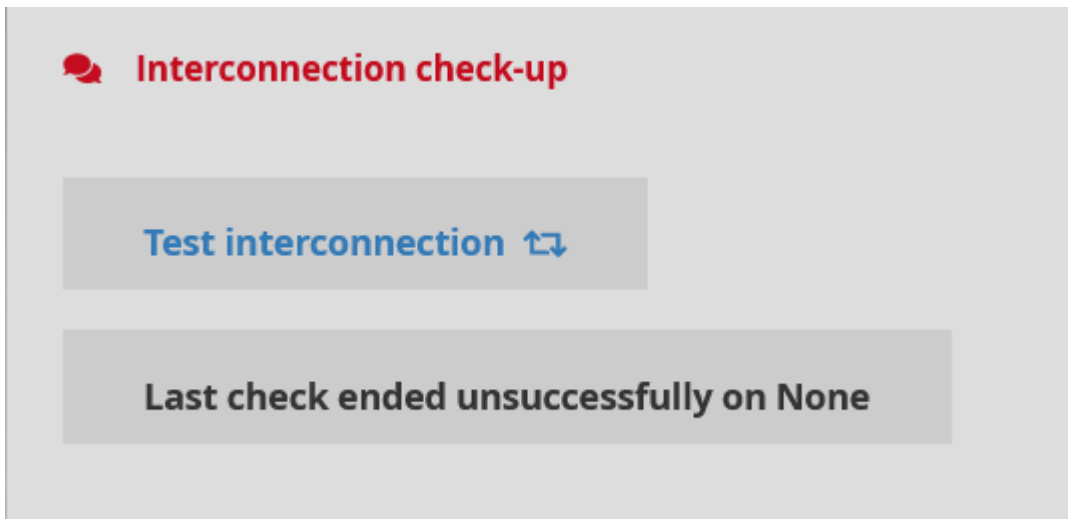 Interconnection check-up
Test interconnection
Last check ended unsuccessfully on None